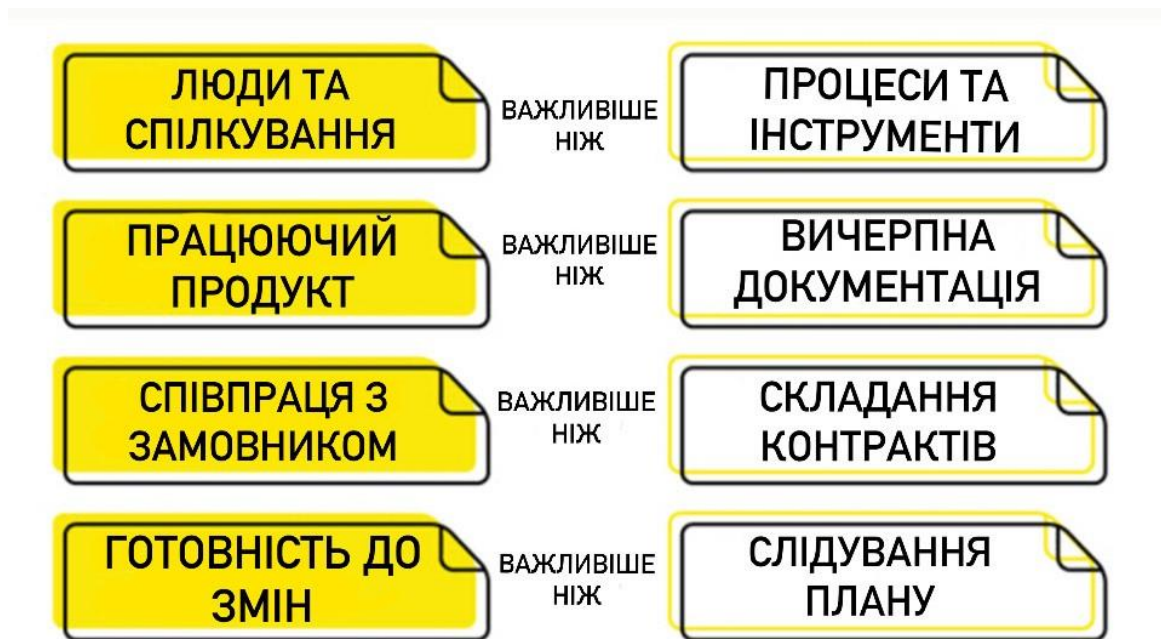 ЛЮДИ ТА
СПІЛКУВАННЯ
ВАЖЛИВІШЕ
НІЖ
ПРОЦЕСИ ТА
ІНСТРУМЕНТИ
ПРАЦЮЮЧИЙ
ПРОДУКТ
ВАЖЛИВІШЕ
НІЖ
ВИЧЕРПНА
ДОКУМЕНТАЦІЯ
СПІВПРАЦЯ З
ЗАМОВНИКОМ
ВАЖЛИВІШЕ
НІЖ
СКЛАДАННЯ
КОНТРАКТІВ
ГОТОВНІСТЬ ДО
ЗМІН
ВАЖЛИВІШЕ
НІЖ
СЛІДУВАННЯ
ПЛАНУ